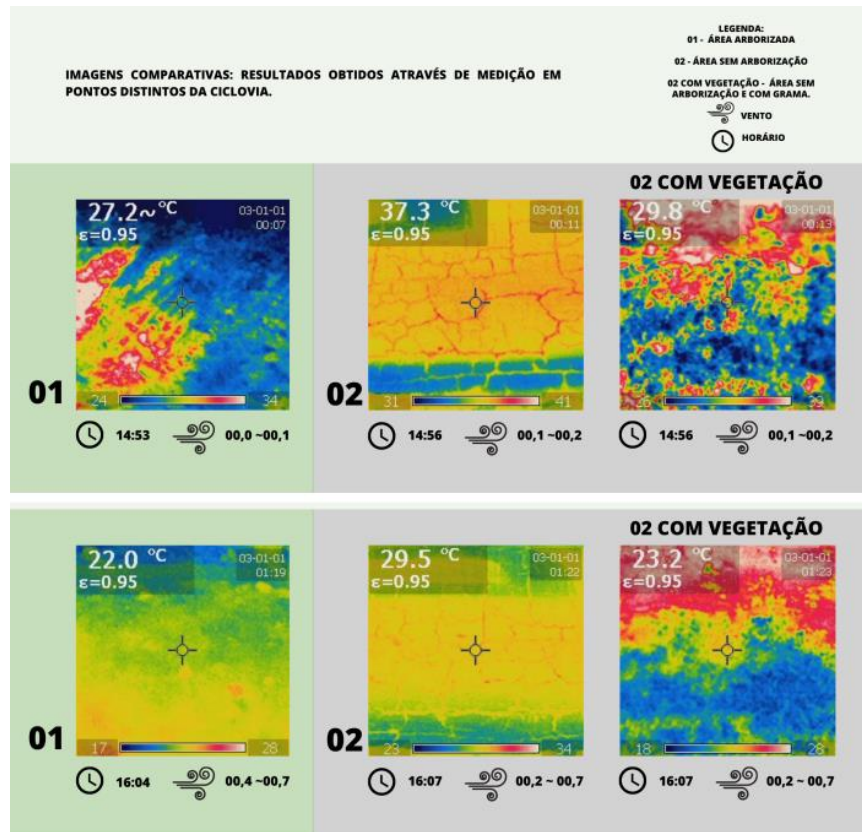 LEGENDA:
01 - ÁREA ARBORIZADA
02 - ÁREA SEM ARBORIZAÇÃO
02 COM VEGETAÇÃO - ÁREA SEM
ARBORIZAÇÃO E COM GRAMA.
VENTO
HORÁRIO
IMAGENS COMPARATIVAS: RESULTADOS OBTIDOS ATRAVÉS DE MEDIÇÃO EM
PONTOS DISTINTOS DA CICLOVIA.
02 COM VEGETAÇÃO
27.2~ °C
ε=0.95
03-01-01
00:07
24 34
01
14:53 00,0 ~00,1
37.3 °C
ε=0.95
03-01-01
00:11
31 41
02
14:56 00,1 ~00,2
29.8 °C
ε=0.95
03-01-01
00:13
14:56 00,1 ~00,2
02 COM VEGETAÇÃO
22.0 °C
ε=0.95
03-01-01
01:19
17 28
01
16:04 00,4 ~00,7
29.5 °C
ε=0.95
03-01-01
01:22
23 34
02
16:07 00,2 ~ 00,7
23.2 °C
ε=0.95
03-01-01
01:23
18 28
16:07 00,2 ~ 00,7